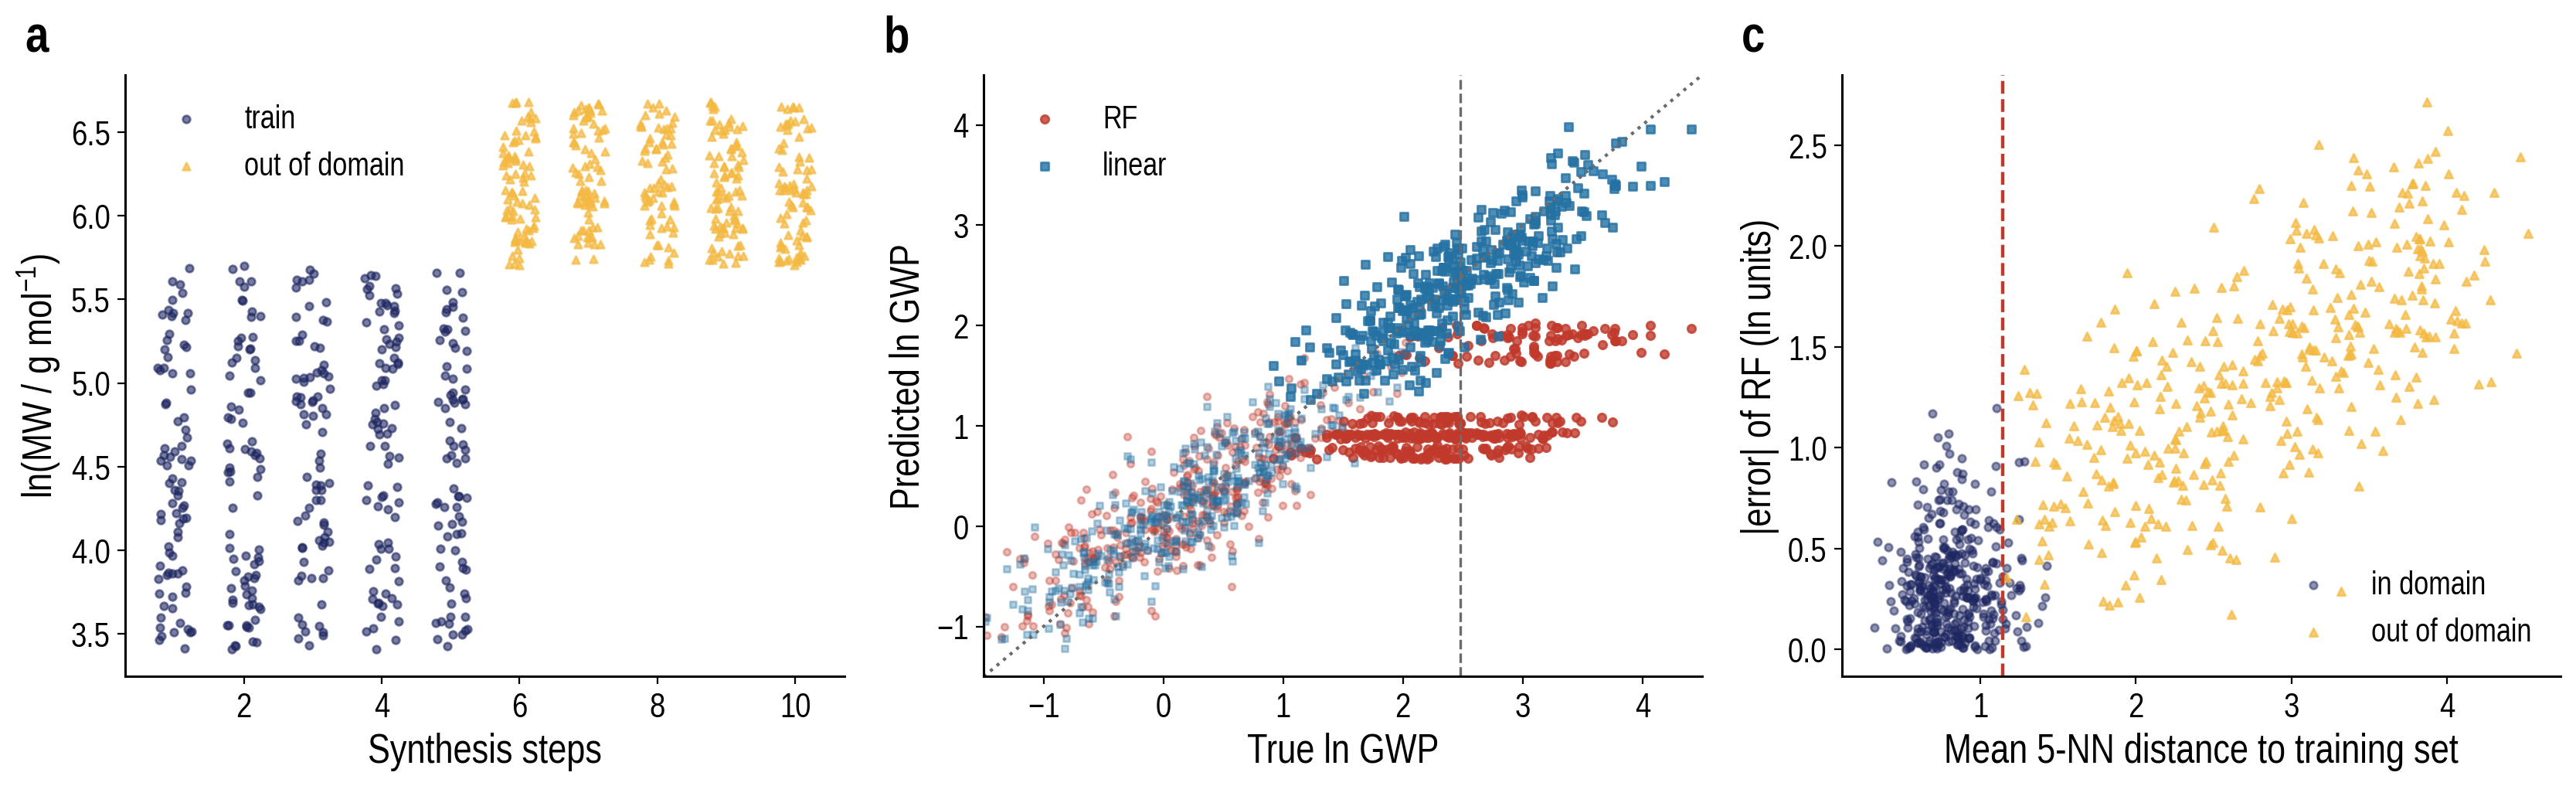 a
ln(MW / g mol⁻¹)
6.5
6.0
5.5
5.0
4.5
4.0
3.5
train
out of domain
2
4
6
8
10
Synthesis steps
b
Predicted ln GWP
4
3
2
1
0
−1
RF
linear
−1
0
1
2
3
4
True ln GWP
c
|error| of RF (ln units)
2.5
2.0
1.5
1.0
0.5
0.0
in domain
out of domain
1
2
3
4
Mean 5-NN distance to training set